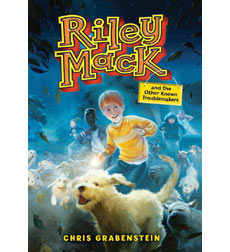 Riley
Mack
and the
Other Known
Troublemakers
CHRIS GRABENSTEIN